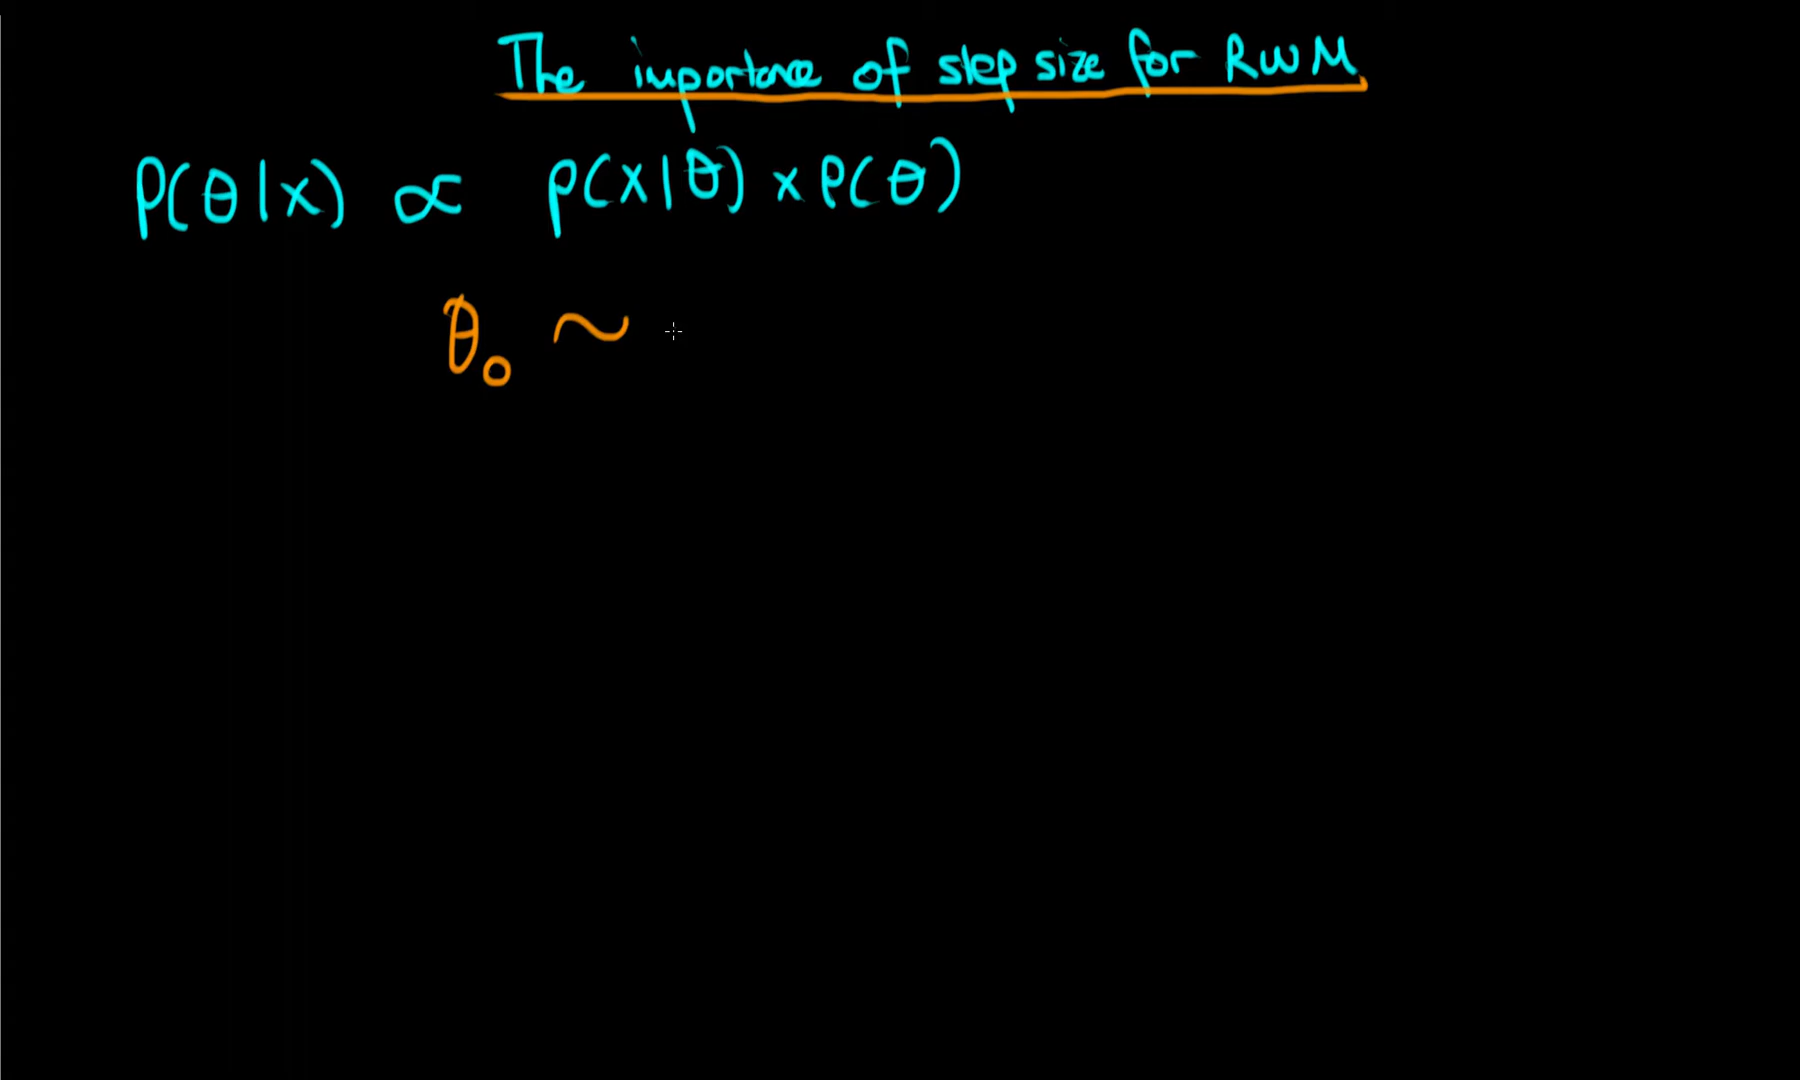 The importance of step size for RWM
P(θ|X) ∝ p(X|θ) × P(θ)
θ₀ ~